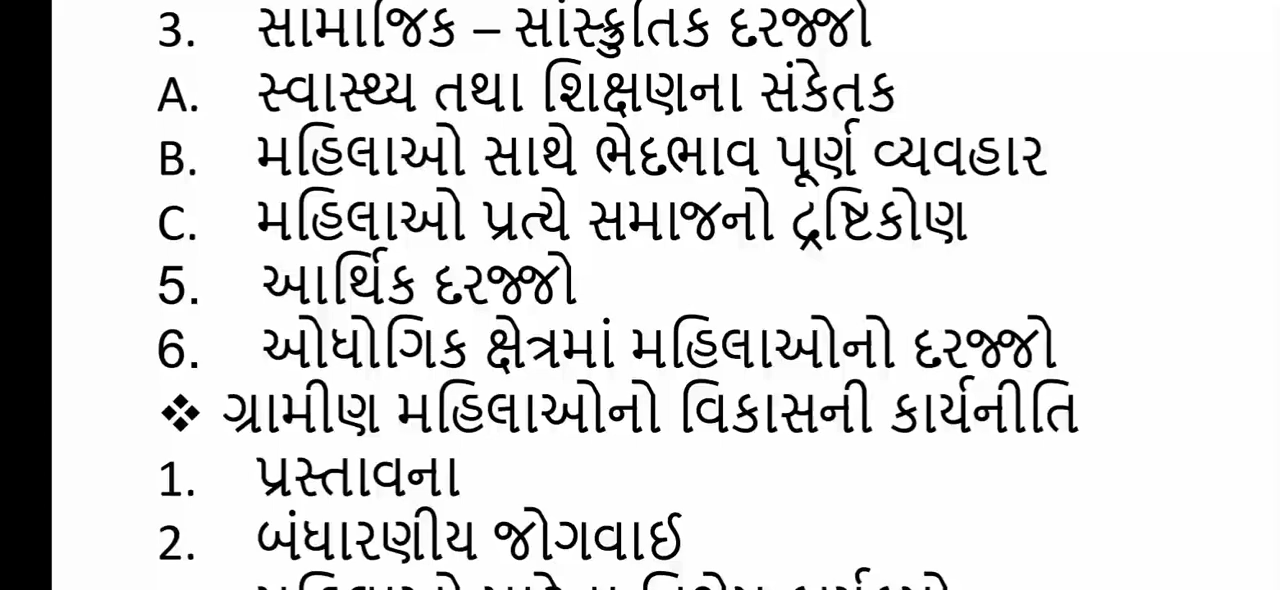 3. સામાજિક – સાંસ્ક્રુતિક દરજ્જો
A. સ્વાસ્થ્ય તથા શિક્ષણના સંકેતક
B. મહિલાઓ સાથે ભેદભાવ પૂર્ણ વ્યવહાર
C. મહિલાઓ પ્રત્યે સમાજનો દ્રષ્ટિકોણ
5. આર્થિક દરજ્જો
6. ઓધોગિક ક્ષેત્રમાં મહિલાઓનો દરજ્જો
❖ ગ્રામીણ મહિલાઓનો વિકાસની કાર્યનીતિ
1. પ્રસ્તાવના
2. બંધારણીય જોગવાઈ